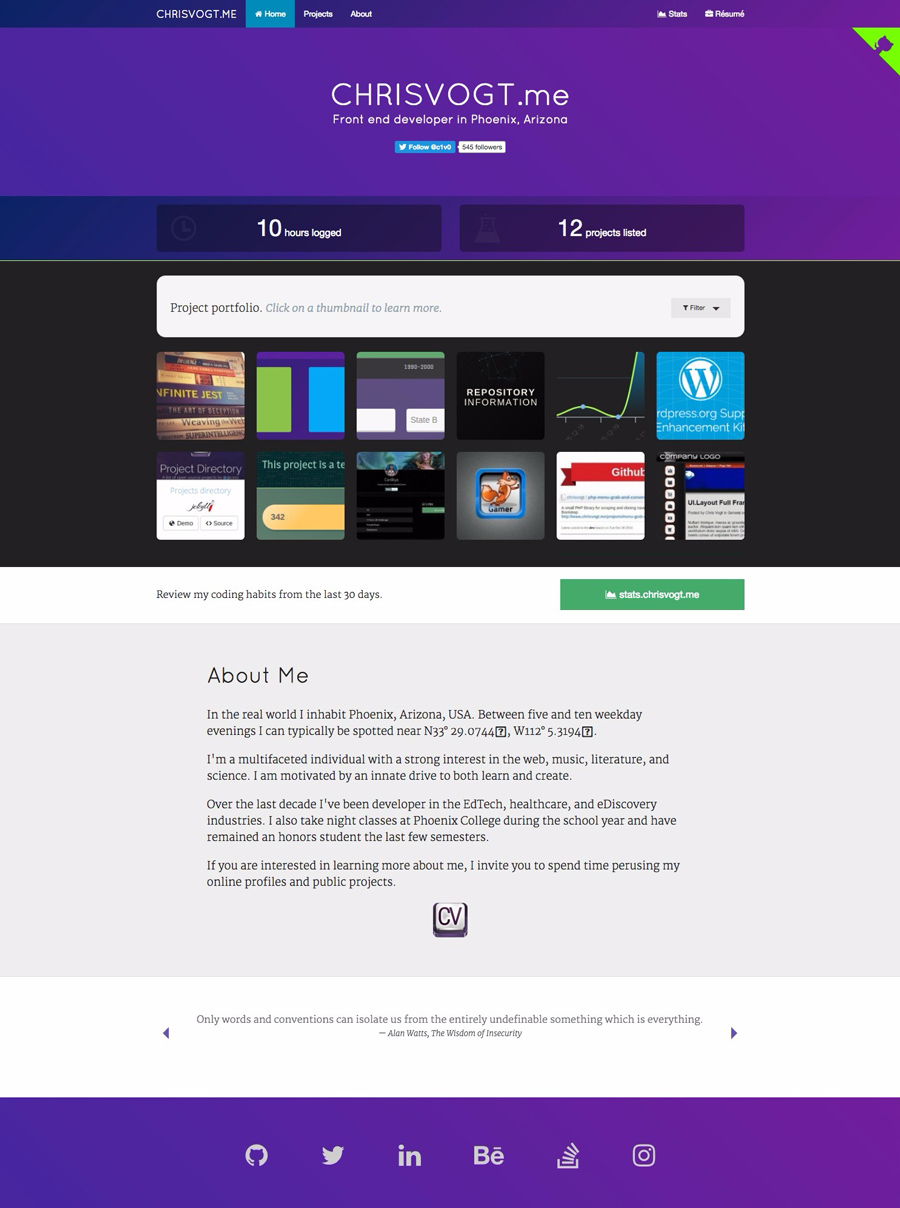 CHRISVOGT.ME Home Projects About Stats Résumé
CHRISVOGT.me
Front end developer in Phoenix, Arizona
Follow @c1v0 545 followers
10 hours logged 12 projects listed
Project portfolio. Click on a thumbnail to learn more. Filter
INFINITE JEST
THE ART OF DECEPTION
Weaving the Web
SUPERINTELLIGENCE
1980-2000
State B
REPOSITORY
INFORMATION
rdpress.org Supp
Enhancement Kit
Project Directory
Projects directory
jekyll
Demo Source
This project is a te
342
Gamer
Github
COMPANY LOGO
UI.Layout Full Fra
Review my coding habits from the last 30 days. stats.chrisvogt.me
About Me
In the real world I inhabit Phoenix, Arizona, USA. Between five and ten weekday
evenings I can typically be spotted near N33° 29.0744?, W112° 5.3194?.
I'm a multifaceted individual with a strong interest in the web, music, literature, and
science. I am motivated by an innate drive to both learn and create.
Over the last decade I've been developer in the EdTech, healthcare, and eDiscovery
industries. I also take night classes at Phoenix College during the school year and have
remained an honors student the last few semesters.
If you are interested in learning more about me, I invite you to spend time perusing my
online profiles and public projects.
CV
Only words and conventions can isolate us from the entirely undefinable something which is everything.
— Alan Watts, The Wisdom of Insecurity
in Bē